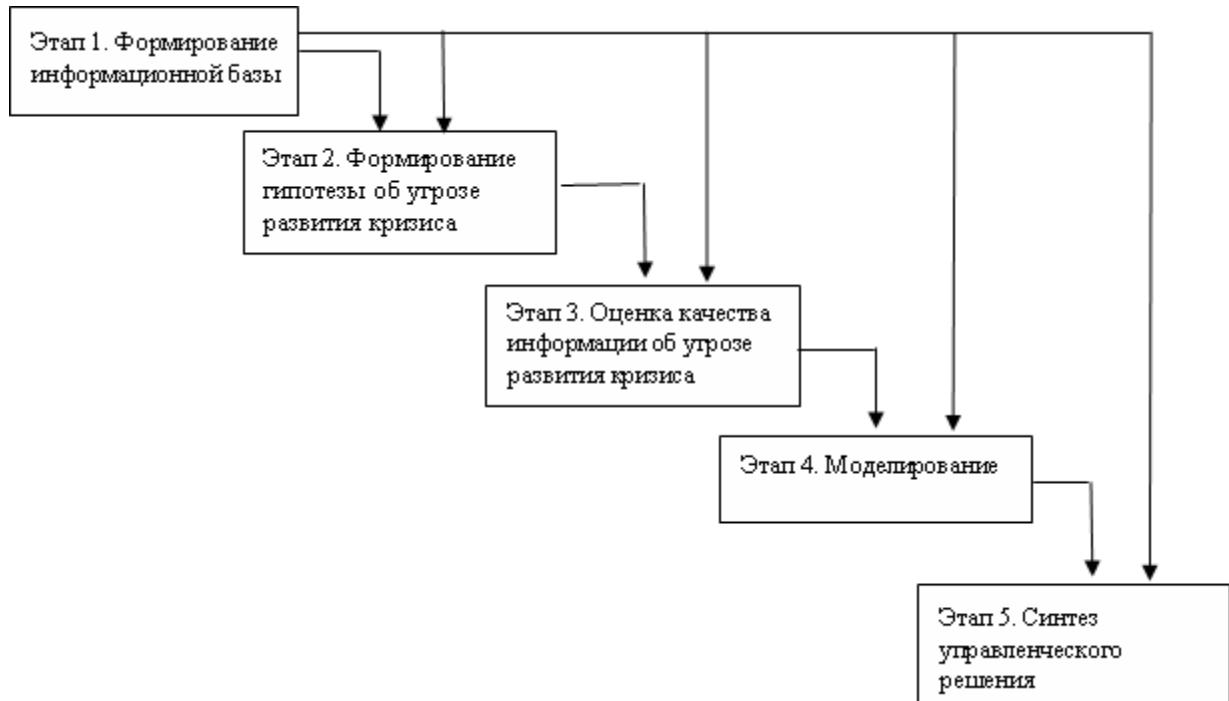 Этап 1. Формирование
информационной базы
Этап 2. Формирование
гипотезы об угрозе
развития кризиса
Этап 3. Оценка качества
информации об угрозе
развития кризиса
Этап 4. Моделирование
Этап 5. Синтез
управленческого
решения